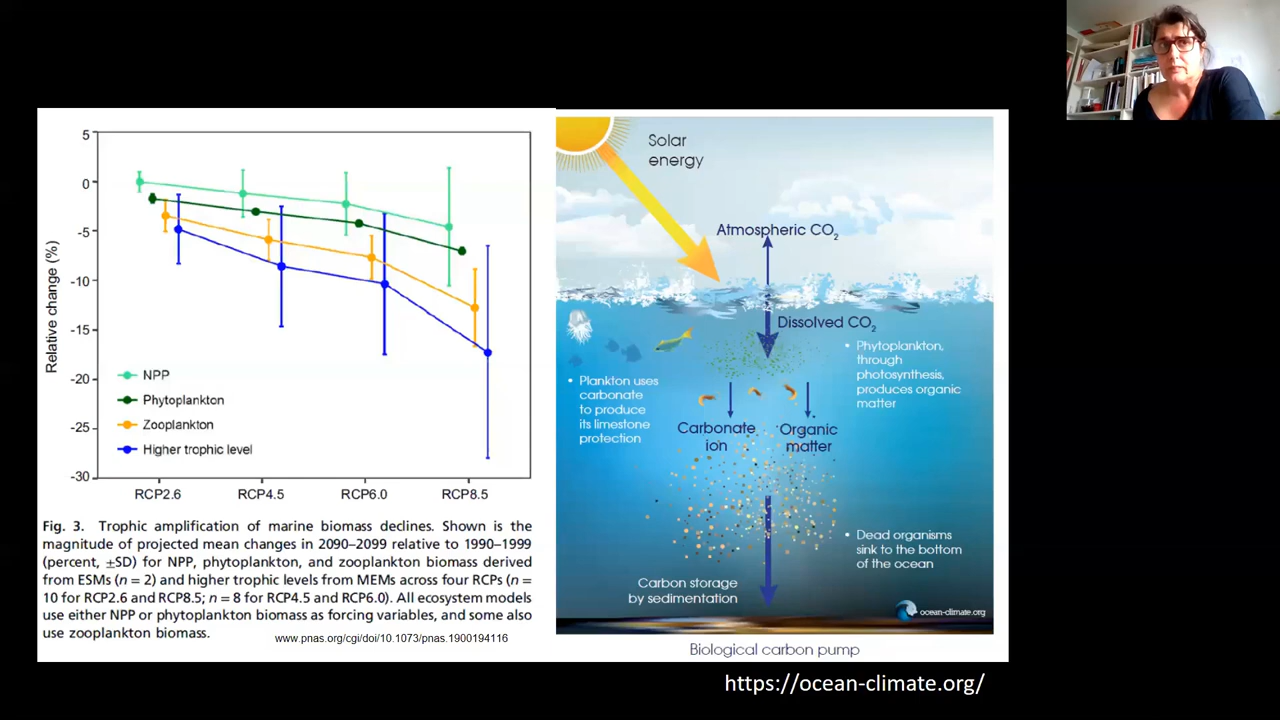 5
0
-5
-10
-15
-20
-25
-30
Relative change (%)
NPP
Phytoplankton
Zooplankton
Higher trophic level
RCP2.6 RCP4.5 RCP6.0 RCP8.5
Fig. 3. Trophic amplification of marine biomass declines. Shown is the
magnitude of projected mean changes in 2090–2099 relative to 1990–1999
(percent, ±SD) for NPP, phytoplankton, and zooplankton biomass derived
from ESMs (n = 2) and higher trophic levels from MEMs across four RCPs (n =
10 for RCP2.6 and RCP8.5; n = 8 for RCP4.5 and RCP6.0). All ecosystem models
use either NPP or phytoplankton biomass as forcing variables, and some also
use zooplankton biomass.
www.pnas.org/cgi/doi/10.1073/pnas.1900194116
Solar
energy
Atmospheric CO₂
Dissolved CO₂
• Phytoplankton,
through
photosynthesis,
produces organic
matter
• Plankton uses
carbonate
to produce
its limestone
protection
Carbonate
ion
Organic
matter
• Dead organisms
sink to the bottom
of the ocean
Carbon storage
by sedimentation
ocean-climate.org
Biological carbon pump
https://ocean-climate.org/